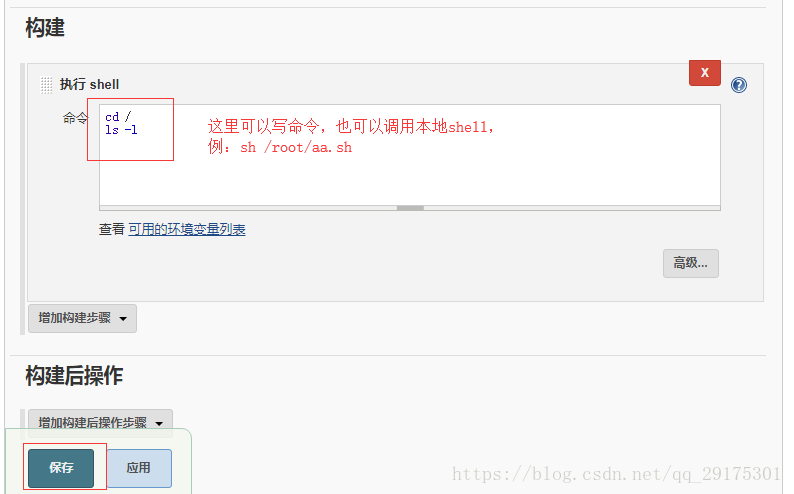 构建
X
执行 shell
命令
cd /
ls -l
这里可以写命令，也可以调用本地shell，
例：sh /root/aa.sh
查看 可用的环境变量列表
高级...
增加构建步骤
构建后操作
增加构建后操作步骤
保存
应用
https://blog.csdn.net/qq_29175301